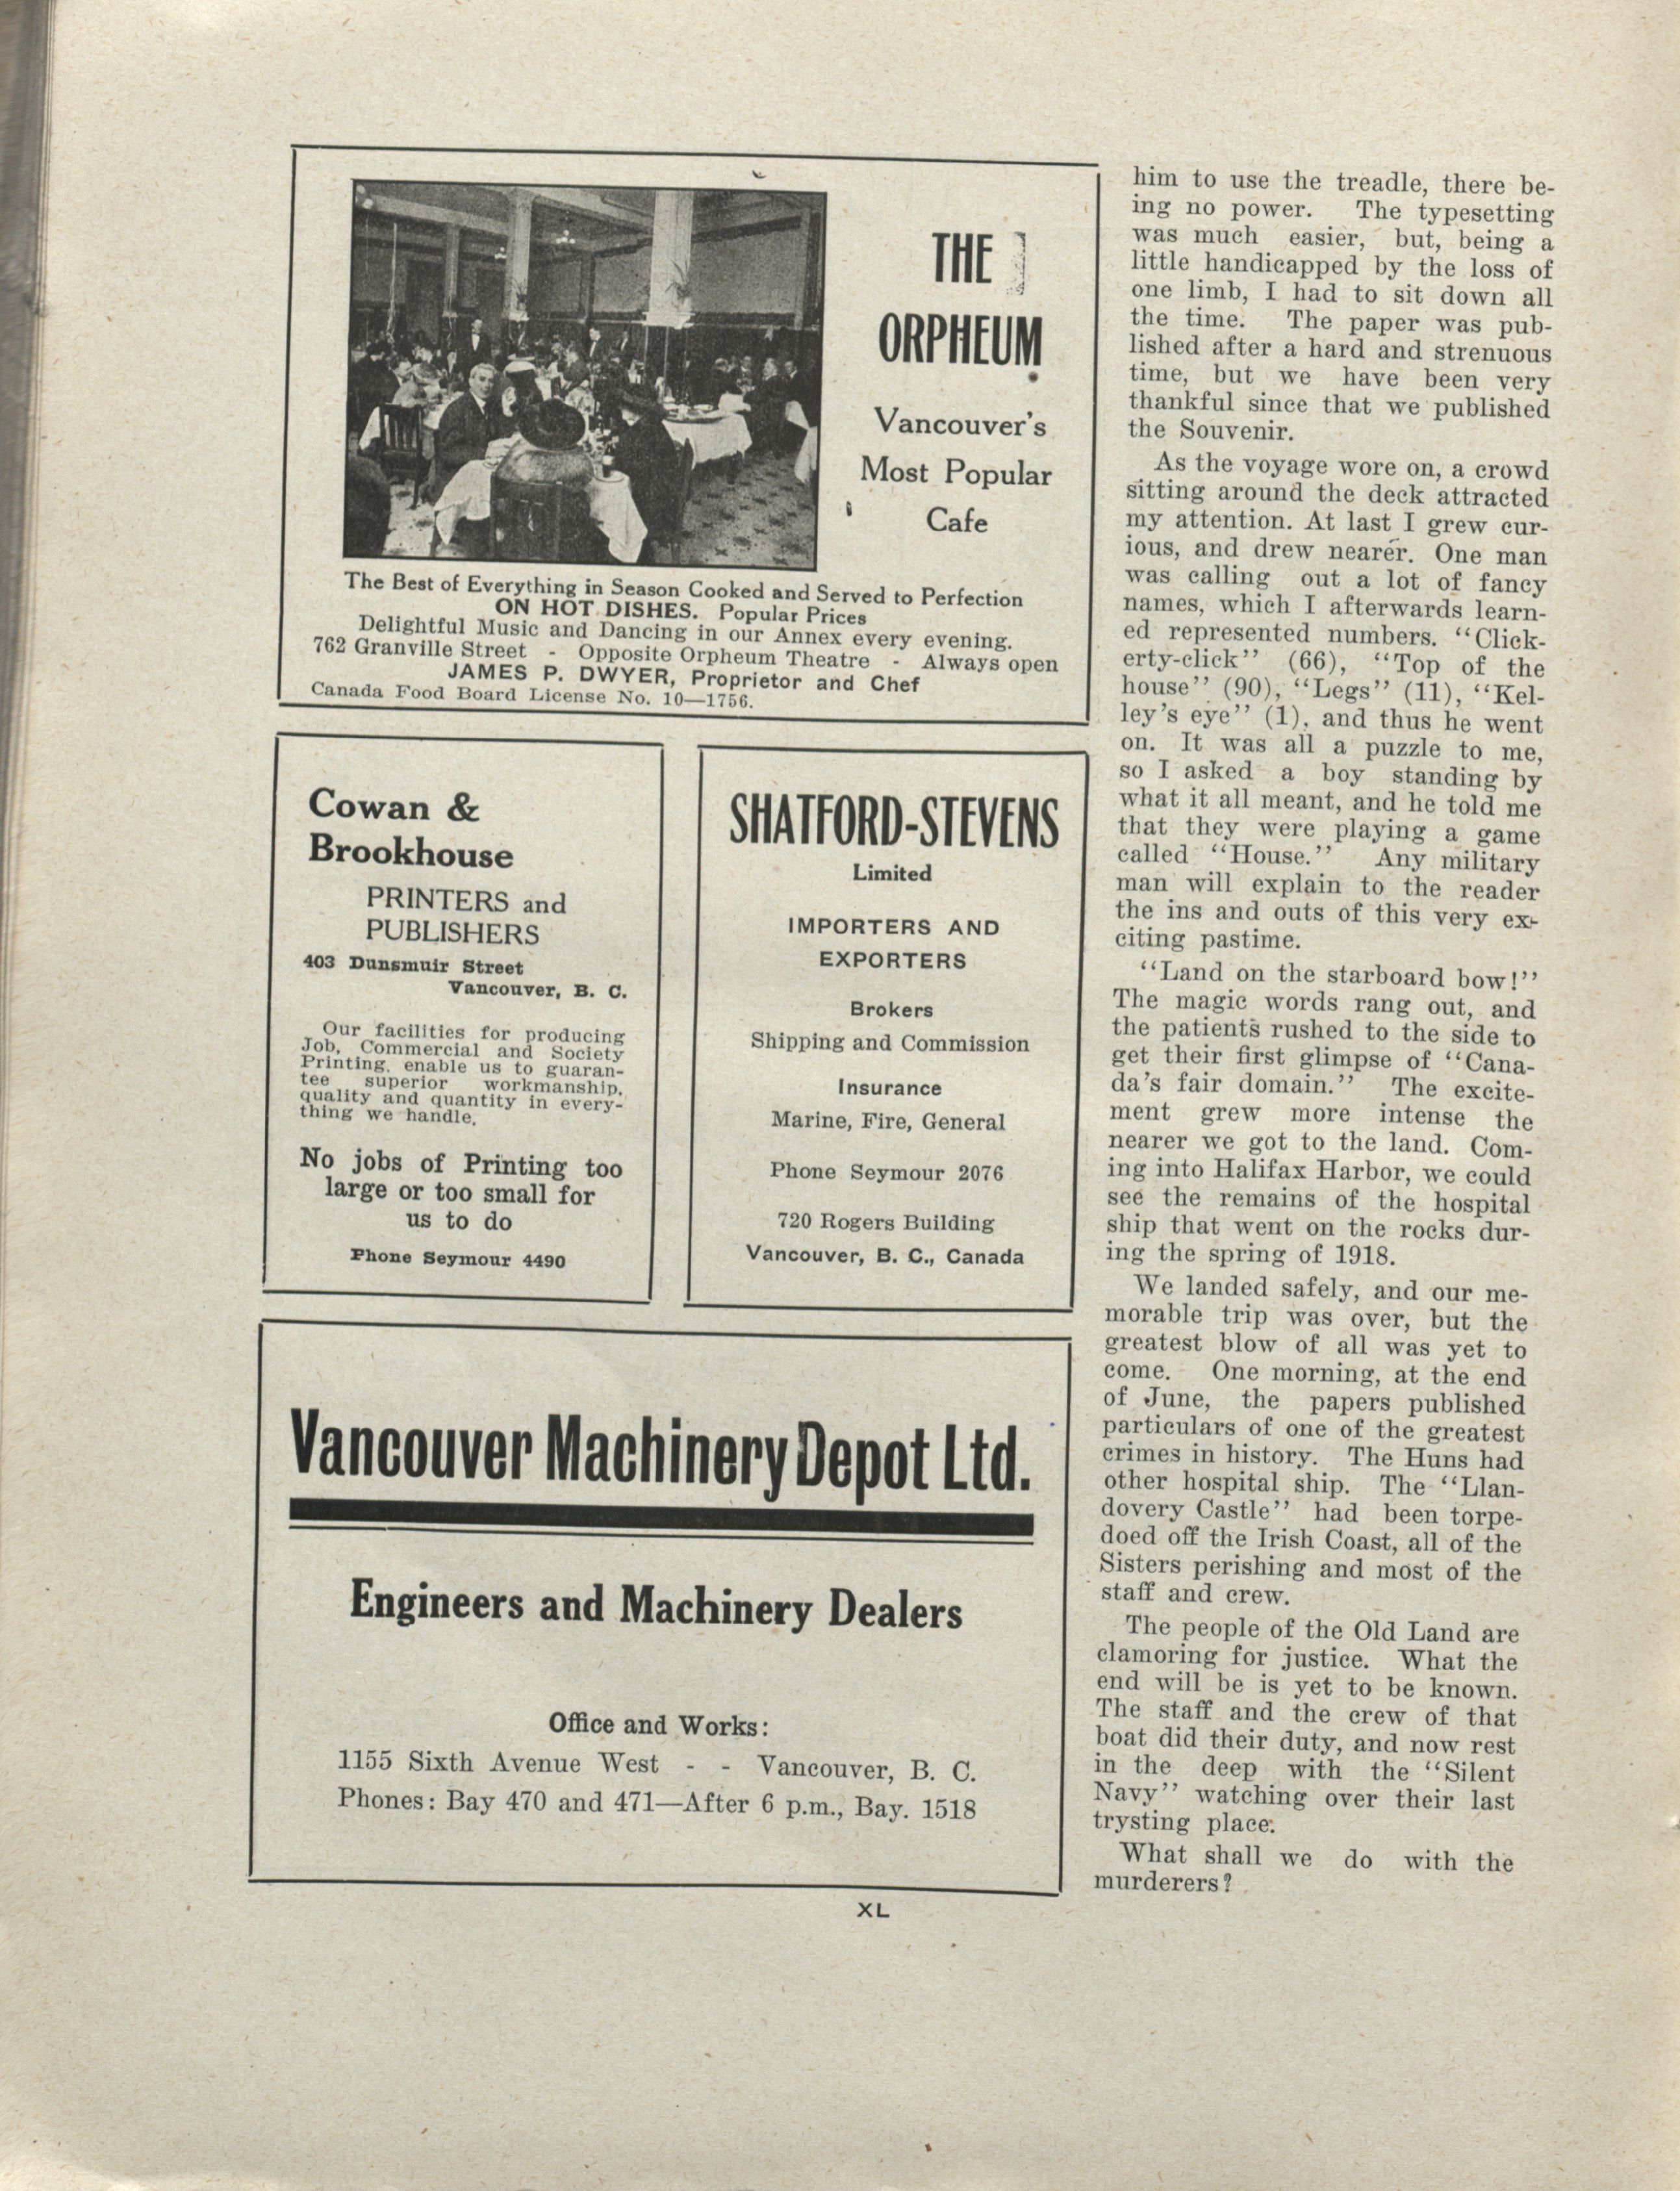 THE
ORPHEUM
Vancouver's
Most Popular
Cafe
The Best of Everything in Season Cooked and Served to Perfection
ON HOT DISHES. Popular Prices
Delightful Music and Dancing in our Annex every evening.
762 Granville Street - Opposite Orpheum Theatre - Always open
JAMES P. DWYER, Proprietor and Chef
Canada Food Board License No. 10—1756.
Cowan &
Brookhouse
PRINTERS and
PUBLISHERS
403 Dunsmuir Street
Vancouver, B. C.
Our facilities for producing
Job, Commercial and Society
Printing, enable us to guaran-
tee superior workmanship,
quality and quantity in every-
thing we handle.
No jobs of Printing too
large or too small for
us to do
Phone Seymour 4490
SHATFORD-STEVENS
Limited
IMPORTERS AND
EXPORTERS
Brokers
Shipping and Commission
Insurance
Marine, Fire, General
Phone Seymour 2076
720 Rogers Building
Vancouver, B. C., Canada
Vancouver Machinery Depot Ltd.
Engineers and Machinery Dealers
Office and Works:
1155 Sixth Avenue West - - Vancouver, B. C.
Phones: Bay 470 and 471—After 6 p.m., Bay. 1518
him to use the treadle, there be-
ing no power. The typesetting
was much easier, but, being a
little handicapped by the loss of
one limb, I had to sit down all
the time. The paper was pub-
lished after a hard and strenuous
time, but we have been very
thankful since that we published
the Souvenir.
As the voyage wore on, a crowd
sitting around the deck attracted
my attention. At last I grew cur-
ious, and drew nearer. One man
was calling out a lot of fancy
names, which I afterwards learn-
ed represented numbers. "Click-
erty-click" (66), "Top of the
house" (90), "Legs" (11), "Kel-
ley's eye" (1), and thus he went
on. It was all a puzzle to me,
so I asked a boy standing by
what it all meant, and he told me
that they were playing a game
called "House." Any military
man will explain to the reader
the ins and outs of this very ex-
citing pastime.
"Land on the starboard bow!"
The magic words rang out, and
the patients rushed to the side to
get their first glimpse of "Cana-
da's fair domain." The excite-
ment grew more intense the
nearer we got to the land. Com-
ing into Halifax Harbor, we could
see the remains of the hospital
ship that went on the rocks dur-
ing the spring of 1918.
We landed safely, and our me-
morable trip was over, but the
greatest blow of all was yet to
come. One morning, at the end
of June, the papers published
particulars of one of the greatest
crimes in history. The Huns had
other hospital ship. The "Llan-
dovery Castle" had been torpe-
doed off the Irish Coast, all of the
Sisters perishing and most of the
staff and crew.
The people of the Old Land are
clamoring for justice. What the
end will be is yet to be known.
The staff and the crew of that
boat did their duty, and now rest
in the deep with the "Silent
Navy" watching over their last
trysting place.
What shall we do with the
murderers?
XL